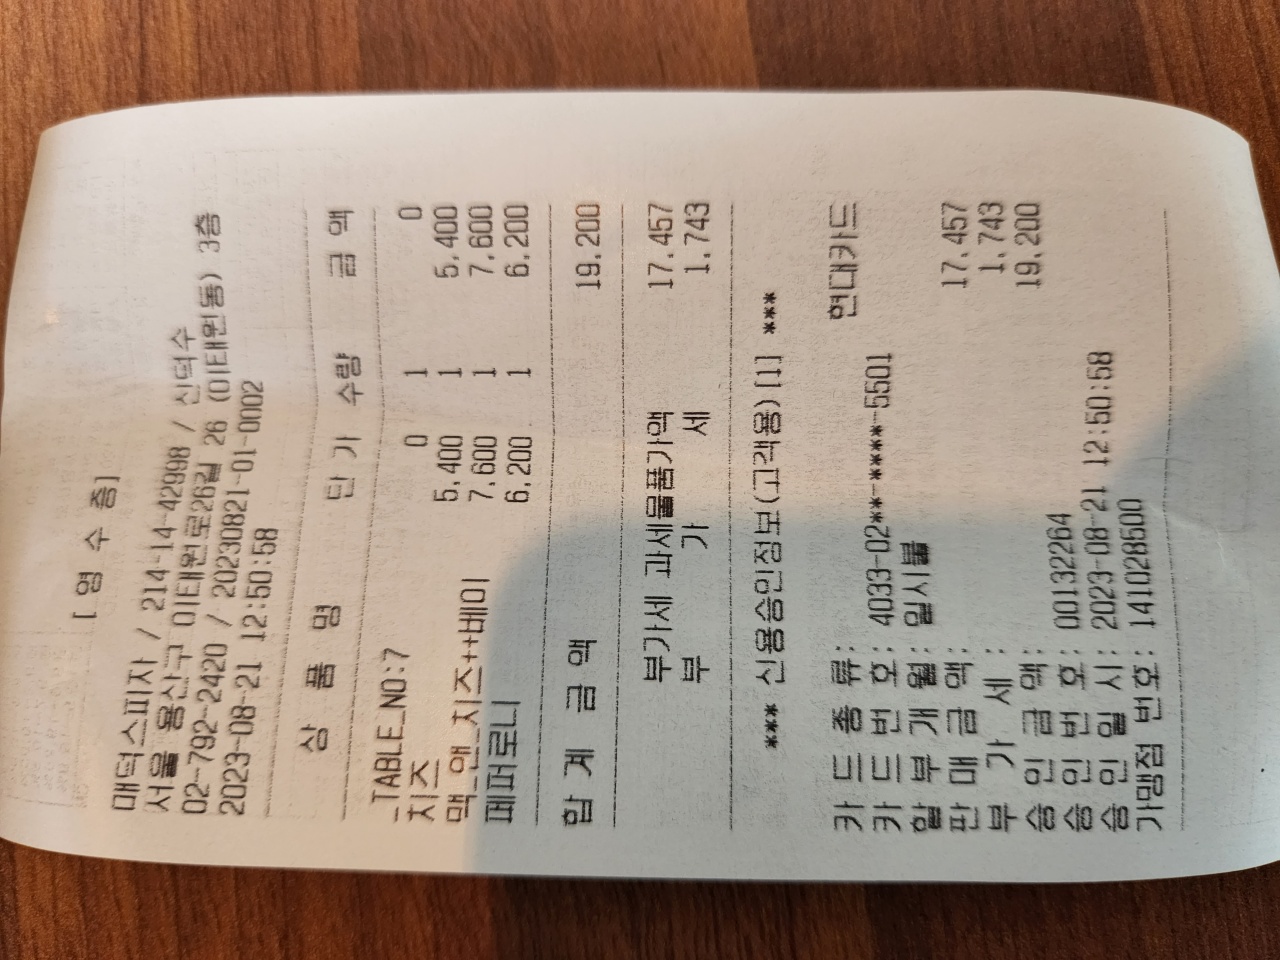 [ 영 수 증]
매덕스피자 / 214-14-42998 / 신덕수
서울 용산구 이태원로26길 26 (이태원동) 3층
02-792-2420 / 20230821-01-0002
2023-08-21 12:50:58
상 품 명 단 가 수량 금 액
_TABLE_NO:7 0 1 0
치즈 5,400 1 5,400
맥_앤_치즈++베이 7,600 1 7,600
페퍼로니 6,200 1 6,200
합 계 금 액 19,200
부가세 과세물품가액 17,457
부 가 세 1,743
*** 신용승인정보(고객용) [1] ***
카 드 종 류: 현대카드
카 드 번 호: 4033-02**-****-5501
할 부 개 월: 일시불
판 매 금 액: 17,457
부 가 세 : 1,743
승 인 금 액: 19,200
승 인 번 호: 00132264
승 인 일 시: 2023-08-21 12:50:58
가맹점 번호: 141028500